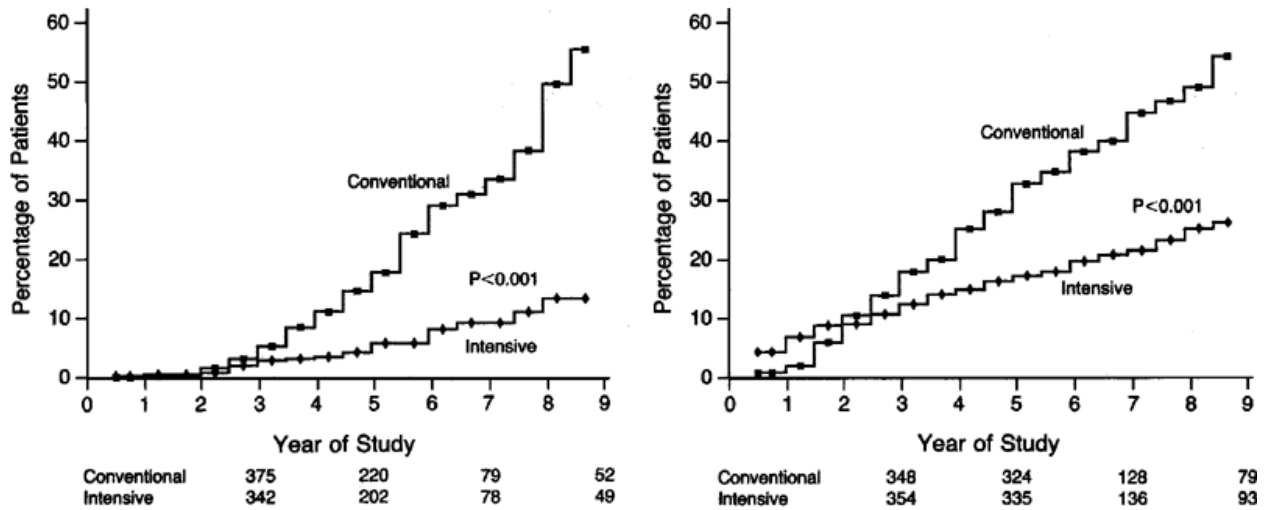 Percentage of Patients
60
50
40
30
20
10
0
Conventional
P<0.001
Intensive
0 1 2 3 4 5 6 7 8 9
Year of Study
Conventional 375 220 79 52
Intensive 342 202 78 49
Percentage of Patients
60
50
40
30
20
10
0
Conventional
P<0.001
Intensive
0 1 2 3 4 5 6 7 8 9
Year of Study
Conventional 348 324 128 79
Intensive 354 335 136 93